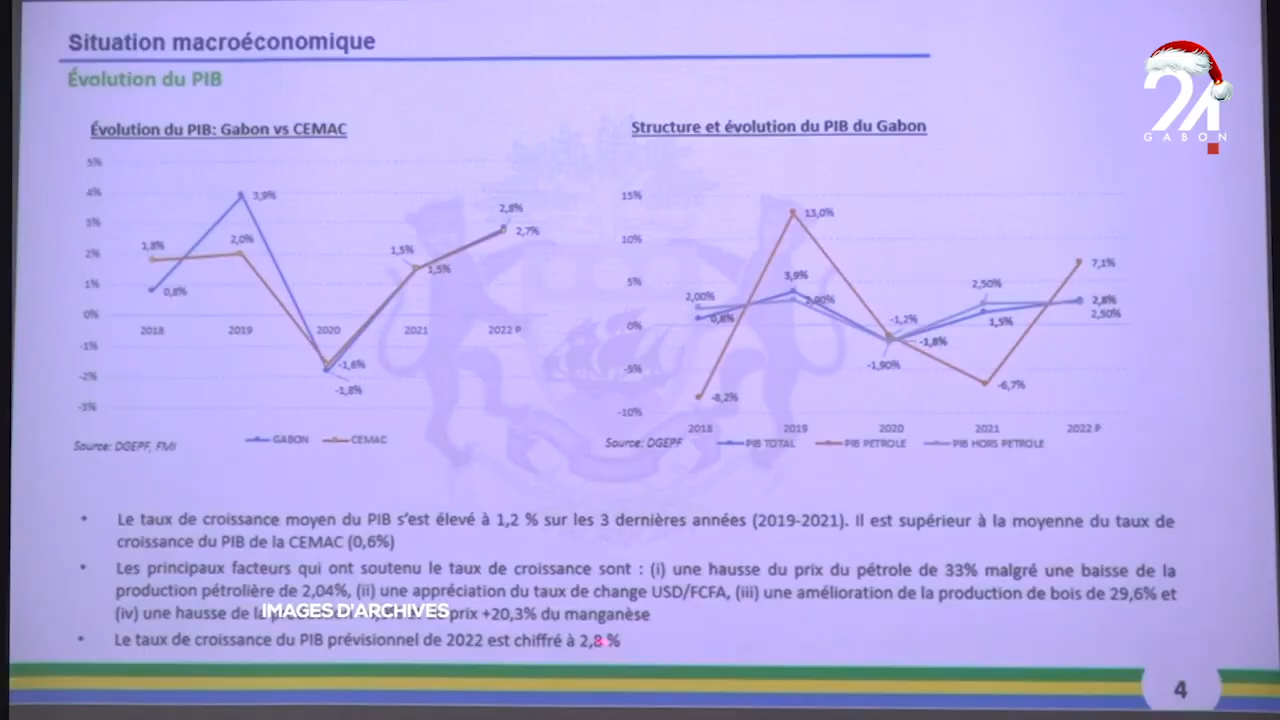 Situation macroéconomique
Évolution du PIB
24
GABON
Évolution du PIB: Gabon vs CEMAC
5%
4%
3%
2%
1%
0%
-1%
-2%
-3%
1,8%
0,8%
3,9%
2,0%
-1,6%
-1,8%
1,5%
1,5%
2,8%
2,7%
2018
2019
2020
2021
2022 P
Source: DGEPF, FMI
GABON
CEMAC
Structure et évolution du PIB du Gabon
15%
10%
5%
0%
-5%
-10%
2,00%
0,8%
-8,2%
13,0%
3,9%
2,90%
-1,2%
-1,8%
-1,90%
2,50%
1,5%
-6,7%
7,1%
2,8%
2,50%
2018
2019
2020
2021
2022 P
Source: DGEPF
PIB TOTAL
PIB PETROLE
PIB HORS PETROLE
• Le taux de croissance moyen du PIB s'est élevé à 1,2 % sur les 3 dernières années (2019-2021). Il est supérieur à la moyenne du taux de
croissance du PIB de la CEMAC (0,6%)
• Les principaux facteurs qui ont soutenu le taux de croissance sont : (i) une hausse du prix du pétrole de 33% malgré une baisse de la
production pétrolière de 2,04%, (ii) une appréciation du taux de change USD/FCFA, (iii) une amélioration de la production de bois de 29,6% et
(iv) une hausse de prix +20,3% du manganèse
IMAGES D'ARCHIVES
• Le taux de croissance du PIB prévisionnel de 2022 est chiffré à 2,8 %
4